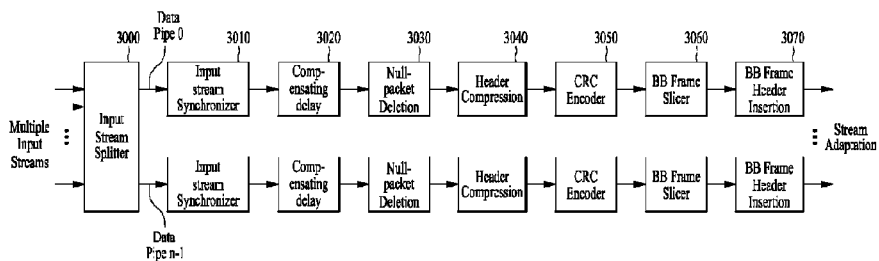 Data
Pipe 0
3000
3010
3020
3030
3040
3050
3060
3070
Multiple
Input
Streams
Input
Stream
Splitter
Input
stream
Synchronizer
Comp-
ensating
delay
Null-
packet
Deletion
Header
Compression
CRC
Encoder
BB Frame
Slicer
BB Frame
Header
Insertion
Stream
Adaptation
Input
stream
Synchronizer
Comp-
ensating
delay
Null-
packet
Deletion
Header
Compression
CRC
Encoder
BB Frame
Slicer
BB Frame
Header
Insertion
Data
Pipe n-1